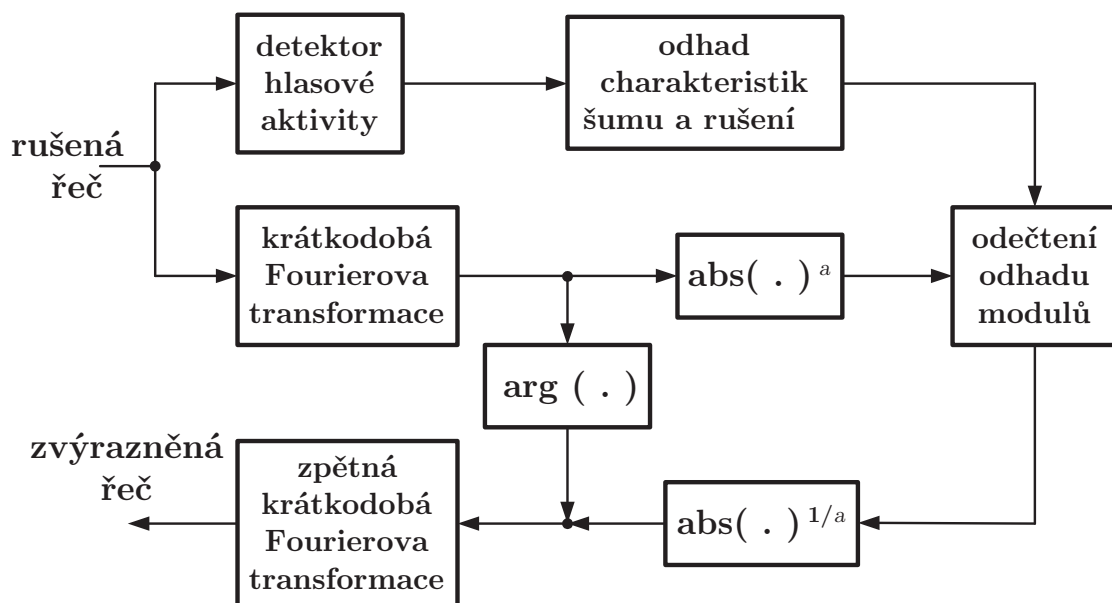 detektor
hlasové
aktivity
odhad
charakteristik
šumu a rušení
rušená
řeč
krátkodobá
Fourierova
transformace
abs( . ) a
odečtení
odhadu
modulů
arg ( . )
zvýrazněná
řeč
zpětná
krátkodobá
Fourierova
transformace
abs( . ) 1/a